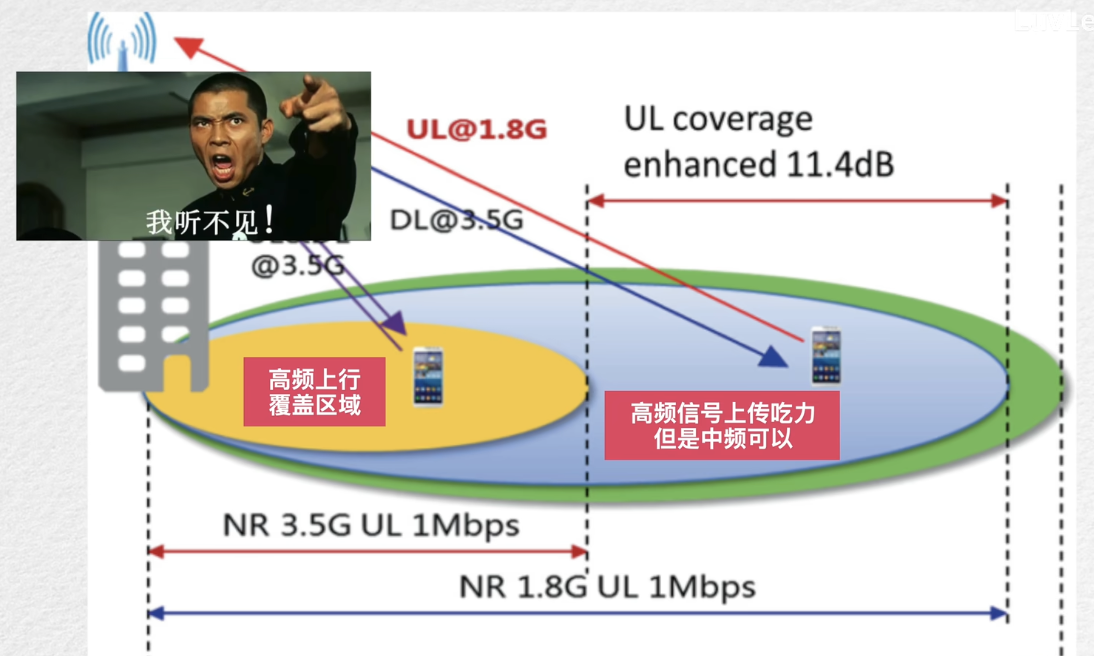 UL@1.8G
UL coverage
enhanced 11.4dB
我听不见！
DL@3.5G
@3.5G
高频上行
覆盖区域
高频信号上传吃力
但是中频可以
NR 3.5G UL 1Mbps
NR 1.8G UL 1Mbps